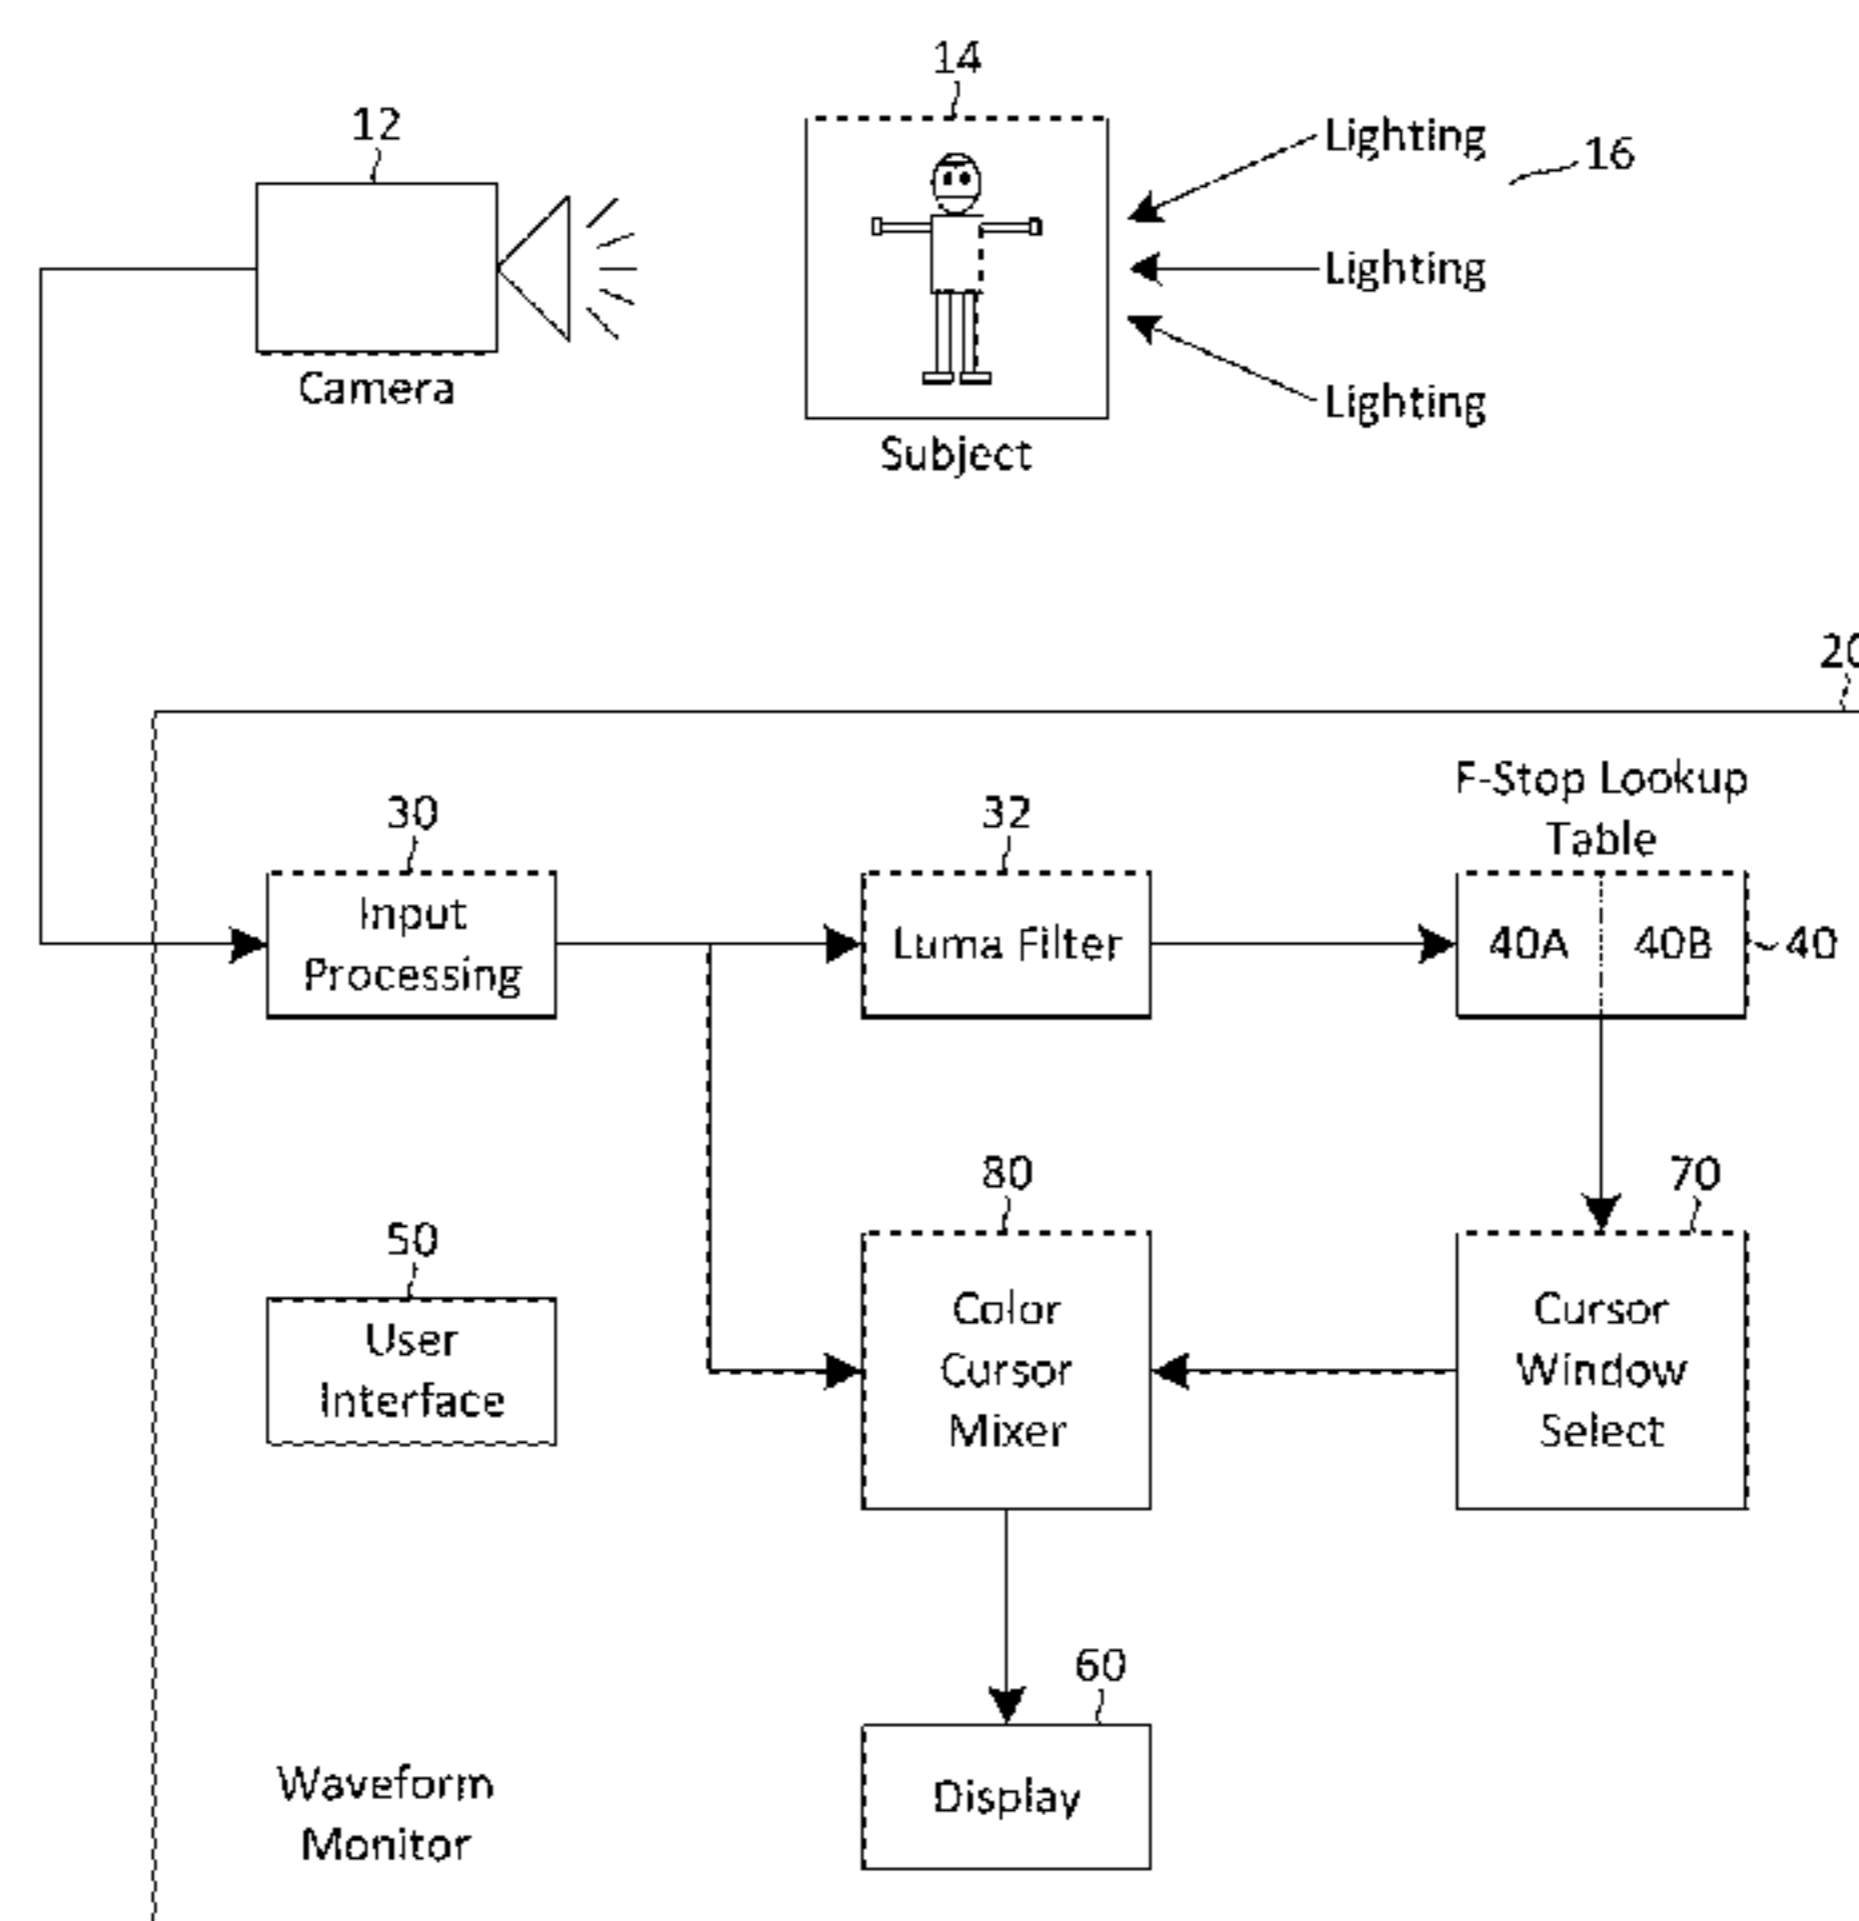 14
12
Lighting
16
Lighting
Camera
Lighting
Subject
20
F-Stop Lookup
Table
30
32
Input
Processing
Luma Filter
40A
40B
40
80
70
50
User
Interface
Color
Cursor
Mixer
Cursor
Window
Select
60
Display
Waveform
Monitor